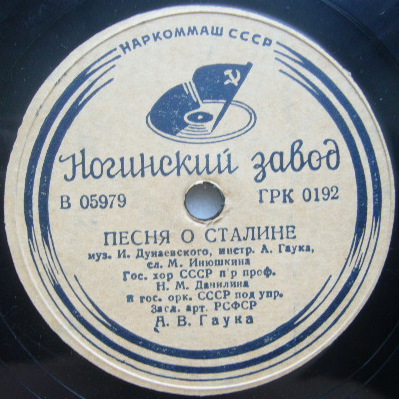 НАРКОММАШ СССР
Ногинский завод
В 05979 ГРК 0192
ПЕСНЯ О СТАЛИНЕ
муз. И. Дунаевского, инстр. А. Гаука,
сл. М. Инюшкина
Гос. хор СССР п/р проф.
Н. М. Данилина
и гос. орк. СССР под упр.
Засл. арт. РСФСР
А. В. Гаука